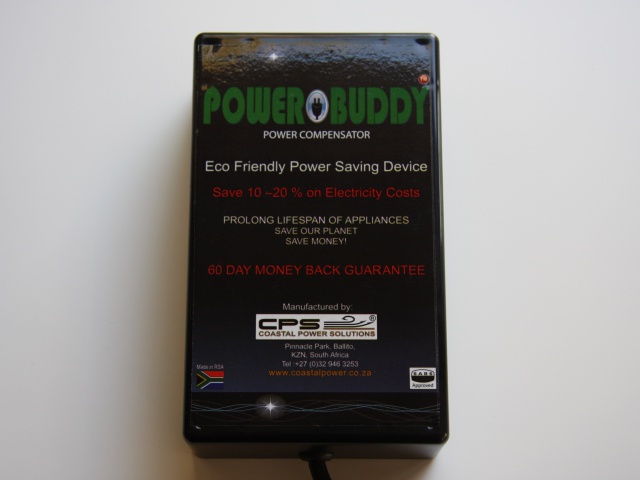 POWER BUDDY
POWER COMPENSATOR
Eco Friendly Power Saving Device
Save 10 –20 % on Electricity Costs
PROLONG LIFESPAN OF APPLIANCES
SAVE OUR PLANET
SAVE MONEY!
60 DAY MONEY BACK GUARANTEE
Manufactured by:
CPS ®
COASTAL POWER SOLUTIONS
Pinnacle Park, Ballito,
KZN, South Africa
Tel :+27 (0)32 946 3253
www.coastalpower.co.za
Made in RSA
SABS
Approved